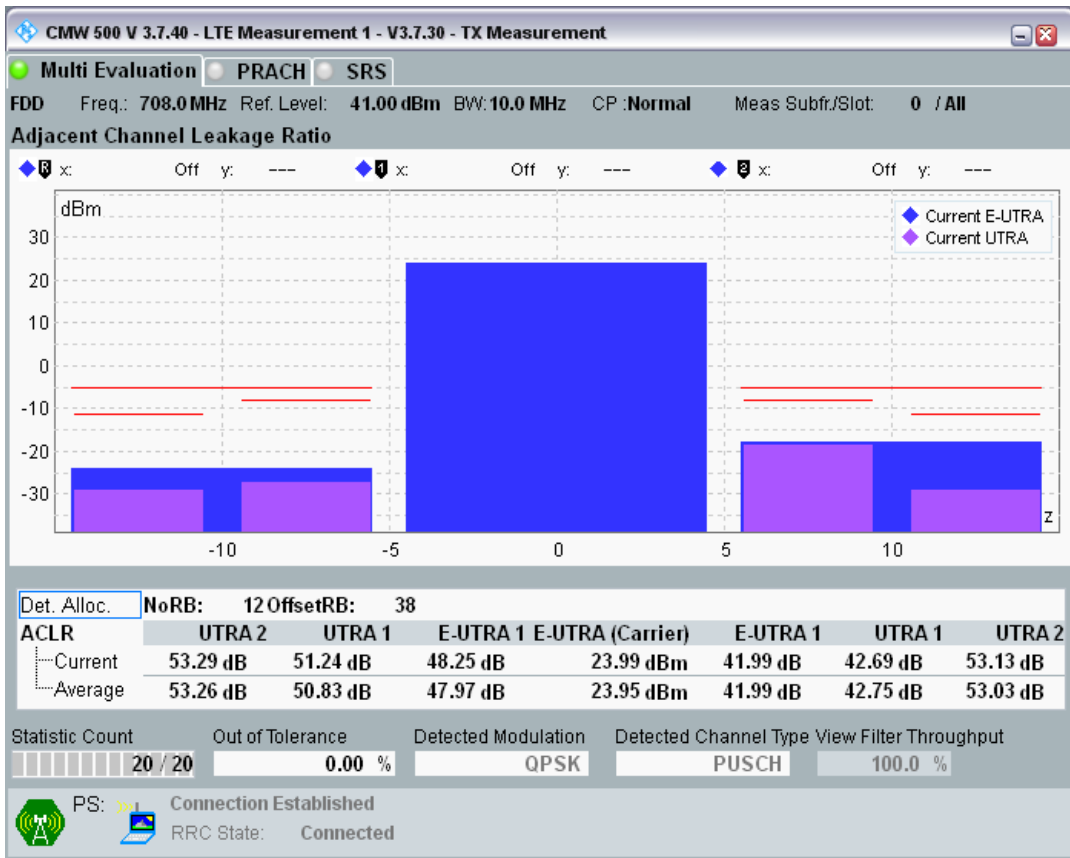 CMW 500 V 3.7.40 - LTE Measurement 1 - V3.7.30 - TX Measurement
Multi Evaluation PRACH SRS
FDD Freq.: 708.0 MHz Ref. Level: 41.00 dBm BW: 10.0 MHz CP :Normal Meas Subfr./Slot: 0 / All
Adjacent Channel Leakage Ratio
R x: Off y: --- 1 x: Off y: --- 2 x: Off y: ---
dBm
Current E-UTRA
Current UTRA
30
20
10
0
-10
-20
-30
z
-10 -5 0 5 10
Det. Alloc. NoRB: 12 OffsetRB: 38
ACLR UTRA 2 UTRA 1 E-UTRA 1 E-UTRA (Carrier) E-UTRA 1 UTRA 1 UTRA 2
Current 53.29 dB 51.24 dB 48.25 dB 23.99 dBm 41.99 dB 42.69 dB 53.13 dB
Average 53.26 dB 50.83 dB 47.97 dB 23.95 dBm 41.99 dB 42.75 dB 53.03 dB
Statistic Count Out of Tolerance Detected Modulation Detected Channel Type View Filter Throughput
20 / 20 0.00 % QPSK PUSCH 100.0 %
PS: Connection Established
RRC State: Connected